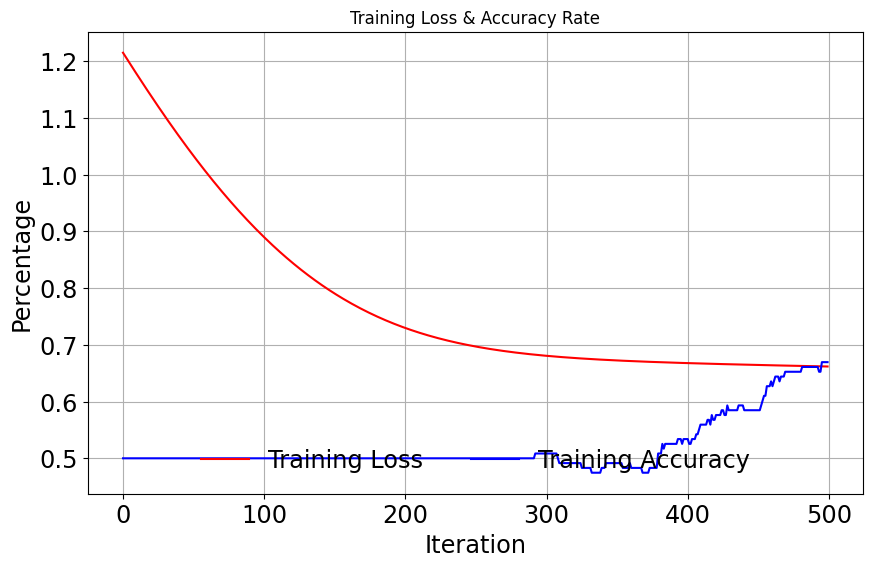 Training Loss & Accuracy Rate
1.2
1.1
1.0
0.9
0.8
0.7
0.6
0.5
Percentage
Training Loss Training Accuracy
0 100 200 300 400 500
Iteration